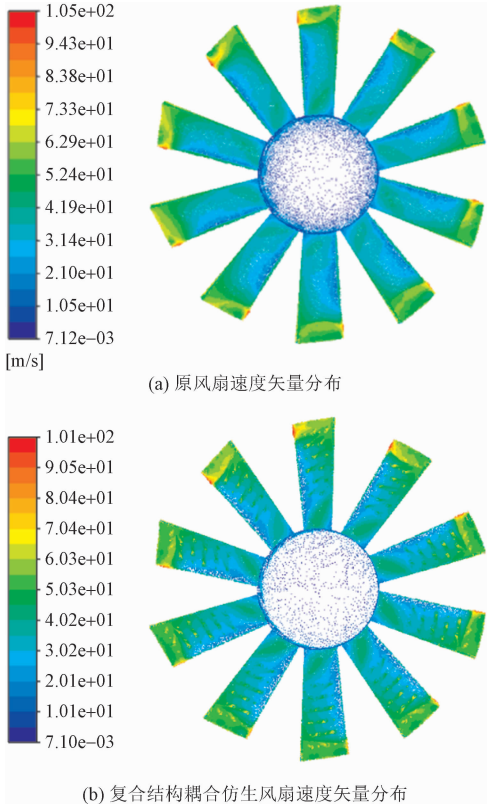 1.05e+02
9.43e+01
8.38e+01
7.33e+01
6.29e+01
5.24e+01
4.19e+01
3.14e+01
2.10e+01
1.05e+01
7.12e−03
[m/s]
(a) 原风扇速度矢量分布
1.01e+02
9.05e+01
8.04e+01
7.04e+01
6.03e+01
5.03e+01
4.02e+01
3.02e+01
2.01e+01
1.01e+01
7.10e−03
(b) 复合结构耦合仿生风扇速度矢量分布